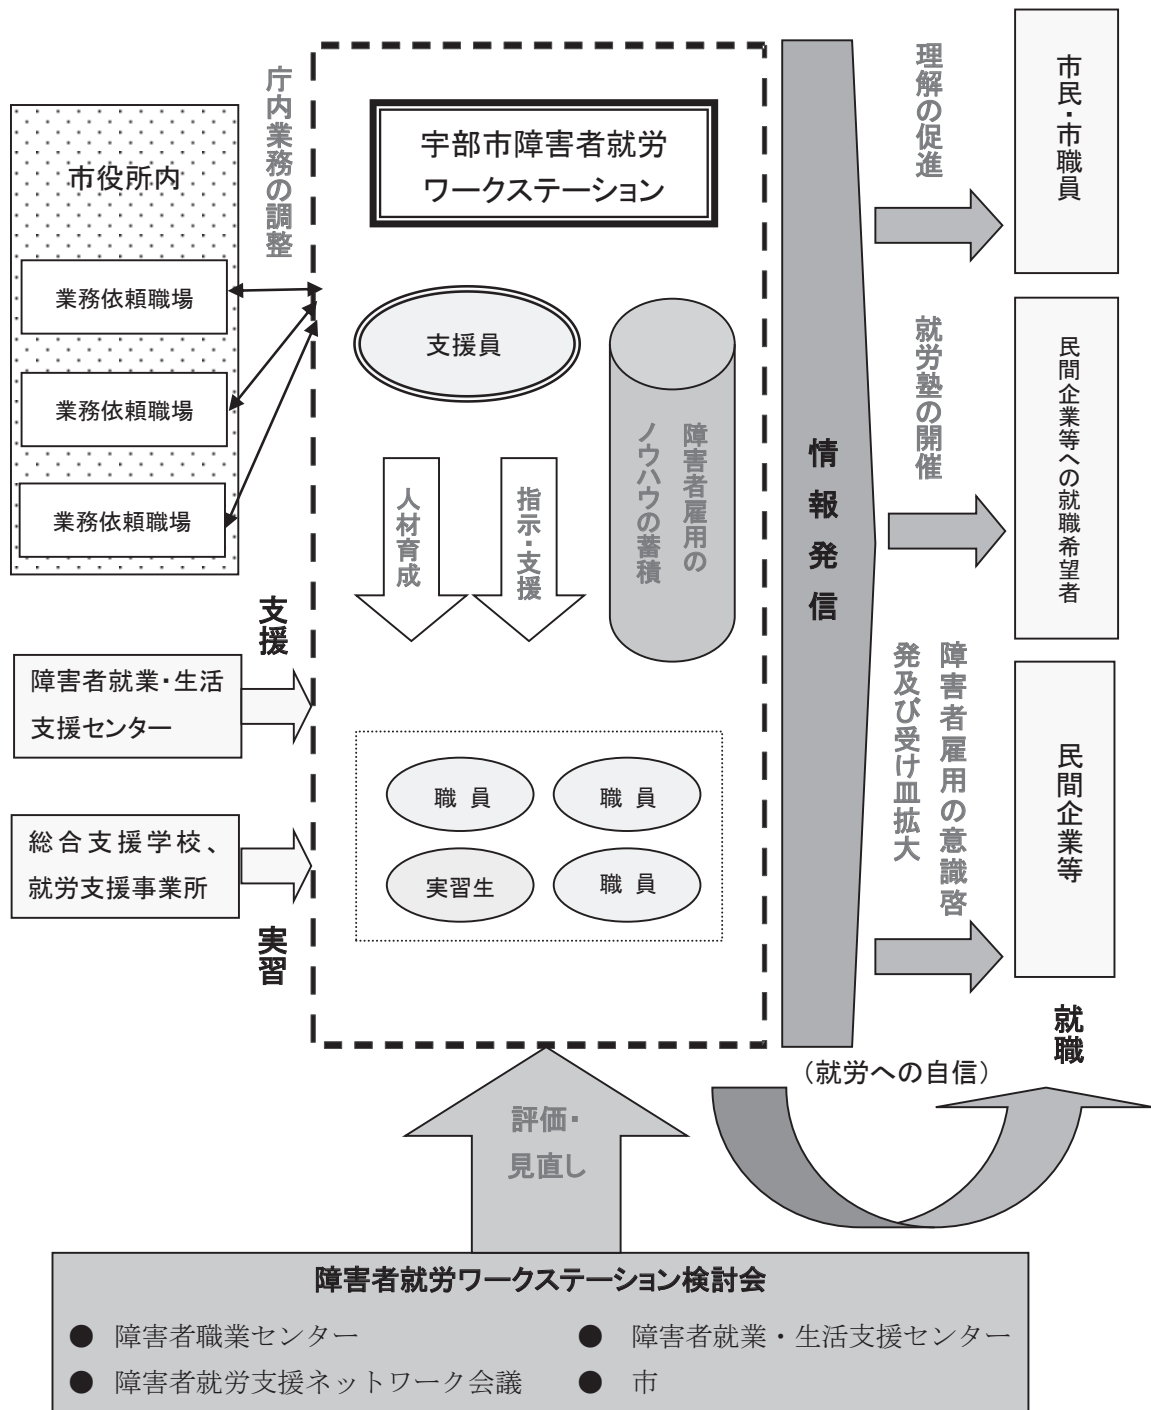 市役所内
業務依頼職場
業務依頼職場
業務依頼職場
庁内業務の調整
宇部市障害者就労
ワークステーション
支援員
人材育成
指示・支援
障害者雇用の
ノウハウの蓄積
職 員
職 員
実習生
職 員
支援
障害者就業・生活
支援センター
総合支援学校、
就労支援事業所
実習
情報発信
理解の促進
市民・市職員
就労塾の開催
民間企業等への就職希望者
障害者雇用の意識啓
発及び受け皿拡大
民間企業等
就職
（就労への自信）
評価・
見直し
障害者就労ワークステーション検討会
● 障害者職業センター
● 障害者就業・生活支援センター
● 障害者就労支援ネットワーク会議
● 市